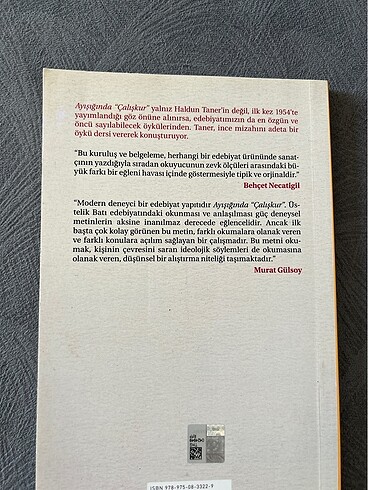 Ayışığında “Çalışkur” yalnız Haldun Taner’in değil, ilk kez 1954’te
yayımlandığı göz önüne alınırsa, edebiyatımızın da en özgün ve
öncü sayılabilecek öykülerinden. Taner, ince mizahını adeta bir
öykü dersi vererek konuşturuyor.
“Bu kuruluş ve belgeleme, herhangi bir edebiyat ürününde sanat-
çının yazdığıyla sıradan okuyucunun zevk ölçüleri arasındaki bü-
yük farkı bir eğleni havası içinde göstermesiyle tipik ve orjinaldir.”
Behçet Necatigil
“Modern deneyci bir edebiyat yapıtıdır Ayışığında “Çalışkur”. Üs-
telik Batı edebiyatındaki okunması ve anlaşılması güç deneysel
metinlerin aksine inanılmaz derecede eğlencelidir. Ancak ilk
başta çok kolay görünen bu metin, farklı okumalara olanak veren
ve farklı konulara açılım sağlayan bir çalışmadır. Bu metni oku-
mak, kişinin çevresini saran ideolojik söylemleri de okumasına
olanak veren, düşünsel bir alıştırma niteliği taşımaktadır.”
Murat Gülsoy
ISBN 978-975-08-3322-9